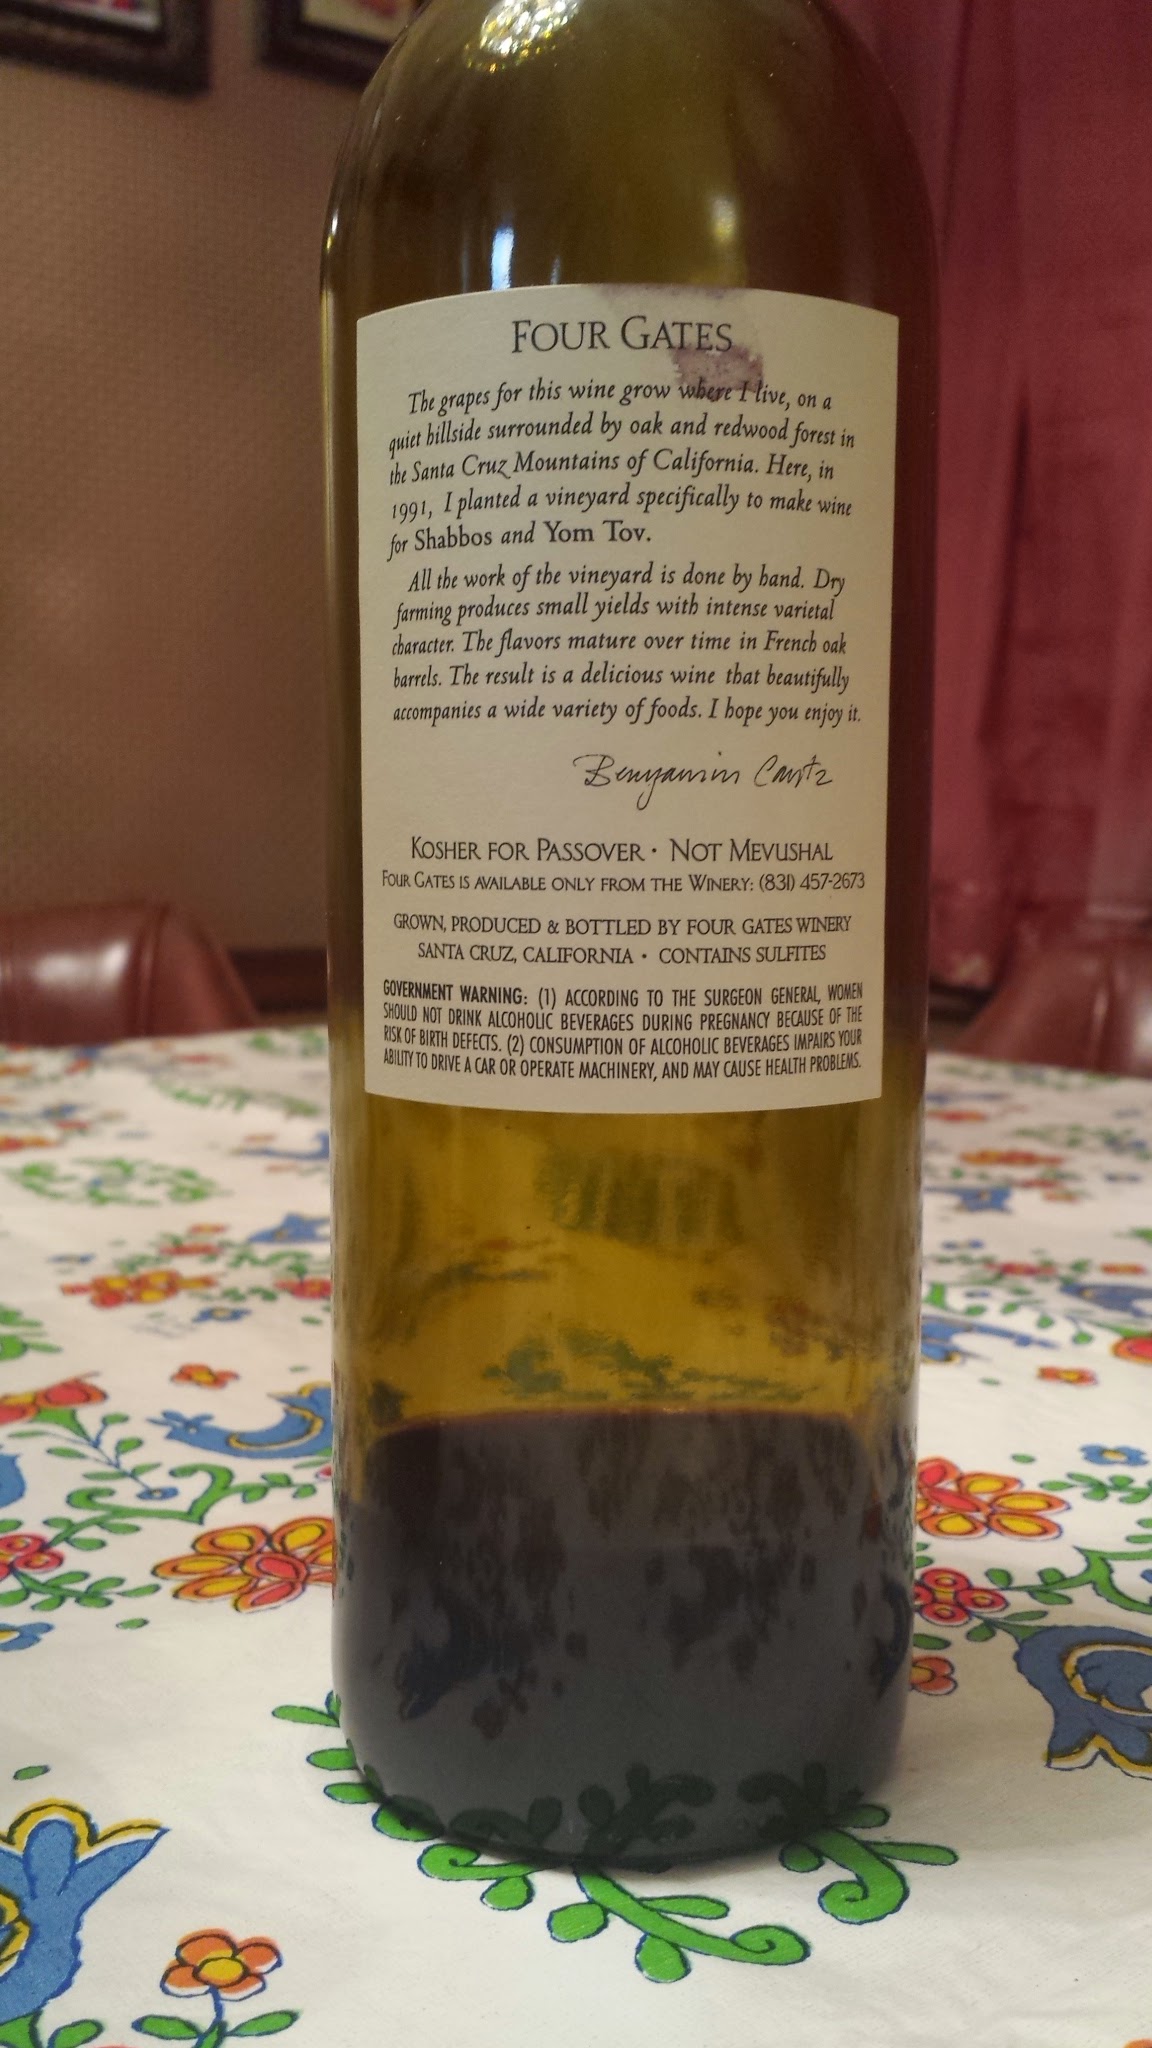 FOUR GATES
The grapes for this wine grow where I live, on a
quiet hillside surrounded by oak and redwood forest in
the Santa Cruz Mountains of California. Here, in
1991, I planted a vineyard specifically to make wine
for Shabbos and Yom Tov.
All the work of the vineyard is done by hand. Dry
farming produces small yields with intense varietal
character. The flavors mature over time in French oak
barrels. The result is a delicious wine that beautifully
accompanies a wide variety of foods. I hope you enjoy it.
Benyamin Cantz
KOSHER FOR PASSOVER · NOT MEVUSHAL
FOUR GATES IS AVAILABLE ONLY FROM THE WINERY: (831) 457-2673
GROWN, PRODUCED & BOTTLED BY FOUR GATES WINERY
SANTA CRUZ, CALIFORNIA · CONTAINS SULFITES
GOVERNMENT WARNING: (1) ACCORDING TO THE SURGEON GENERAL, WOMEN
SHOULD NOT DRINK ALCOHOLIC BEVERAGES DURING PREGNANCY BECAUSE OF THE
RISK OF BIRTH DEFECTS. (2) CONSUMPTION OF ALCOHOLIC BEVERAGES IMPAIRS YOUR
ABILITY TO DRIVE A CAR OR OPERATE MACHINERY, AND MAY CAUSE HEALTH PROBLEMS.